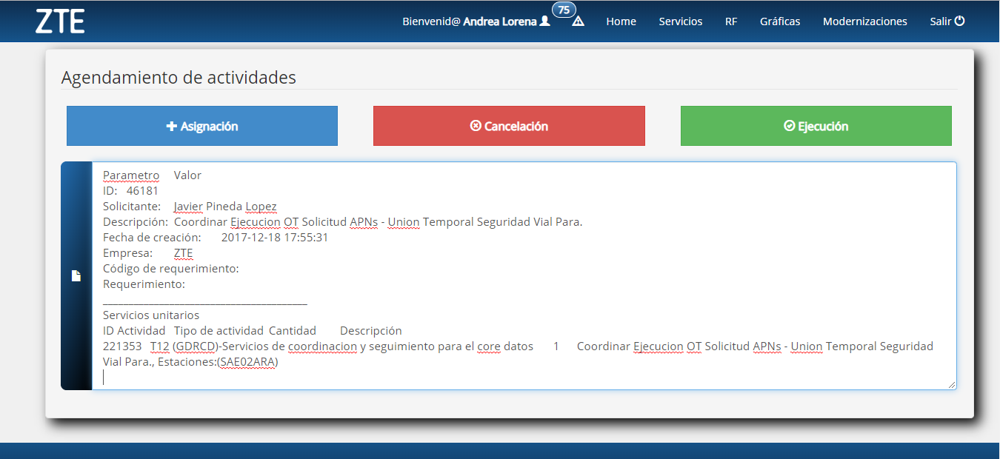 ZTE
75
Bienvenid@ Andrea Lorena Home Servicios RF Gráficas Modernizaciones Salir
Agendamiento de actividades
Asignación Cancelación Ejecución
Parametro Valor
ID: 46181
Solicitante: Javier Pineda Lopez
Descripción: Coordinar Ejecucion OT Solicitud APNs - Union Temporal Seguridad Vial Para.
Fecha de creación: 2017-12-18 17:55:31
Empresa: ZTE
Código de requerimiento:
Requerimiento:
________________________________________
Servicios unitarios
ID Actividad Tipo de actividad Cantidad Descripción
221353 T12 (GDRCD)-Servicios de coordinacion y seguimiento para el core datos 1 Coordinar Ejecucion OT Solicitud APNs - Union Temporal Seguridad
Vial Para., Estaciones:(SAE02ARA)